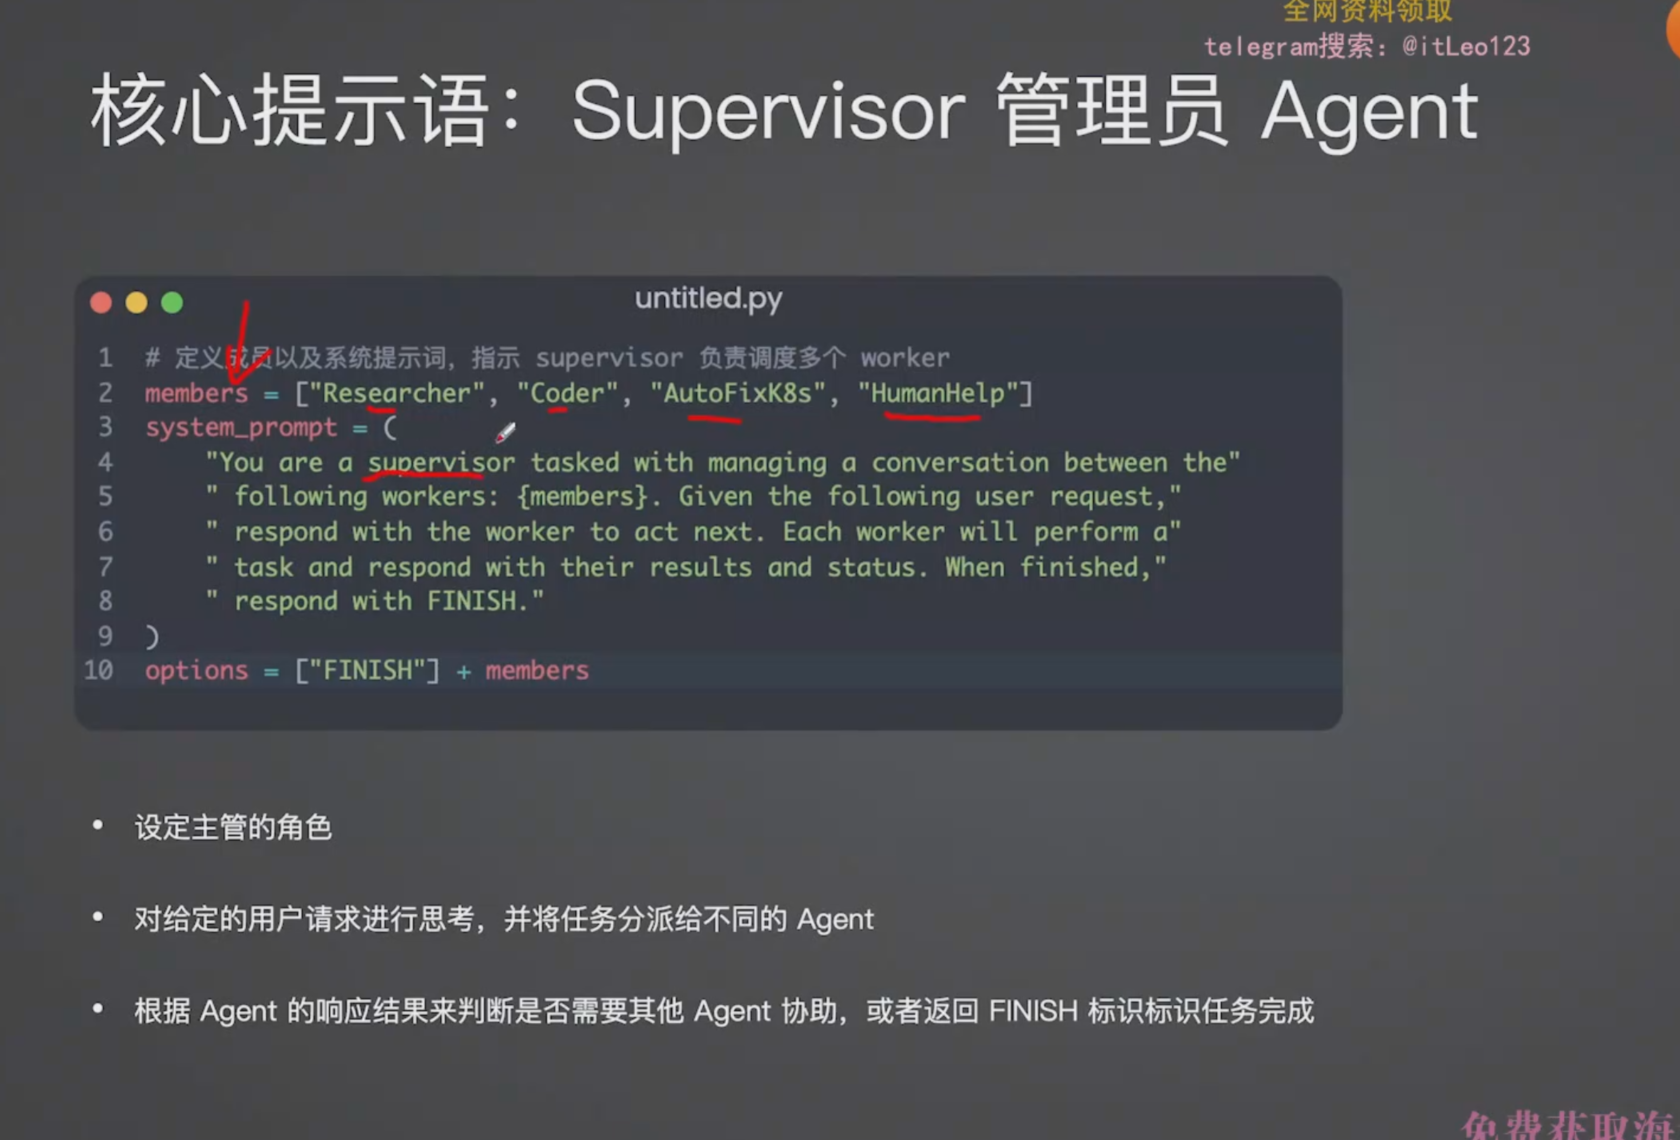 全网资料领取
telegram搜索：@itLeo123
核心提示语：Supervisor 管理员 Agent
untitled.py
1 # 定义成员以及系统提示词，指示 supervisor 负责调度多个 worker
2 members = ["Researcher", "Coder", "AutoFixK8s", "HumanHelp"]
3 system_prompt = (
4 "You are a supervisor tasked with managing a conversation between the"
5 " following workers: {members}. Given the following user request,"
6 " respond with the worker to act next. Each worker will perform a"
7 " task and respond with their results and status. When finished,"
8 " respond with FINISH."
9 )
10 options = ["FINISH"] + members
• 设定主管的角色
• 对给定的用户请求进行思考，并将任务分派给不同的 Agent
• 根据 Agent 的响应结果来判断是否需要其他 Agent 协助，或者返回 FINISH 标识标识任务完成
免费获取海